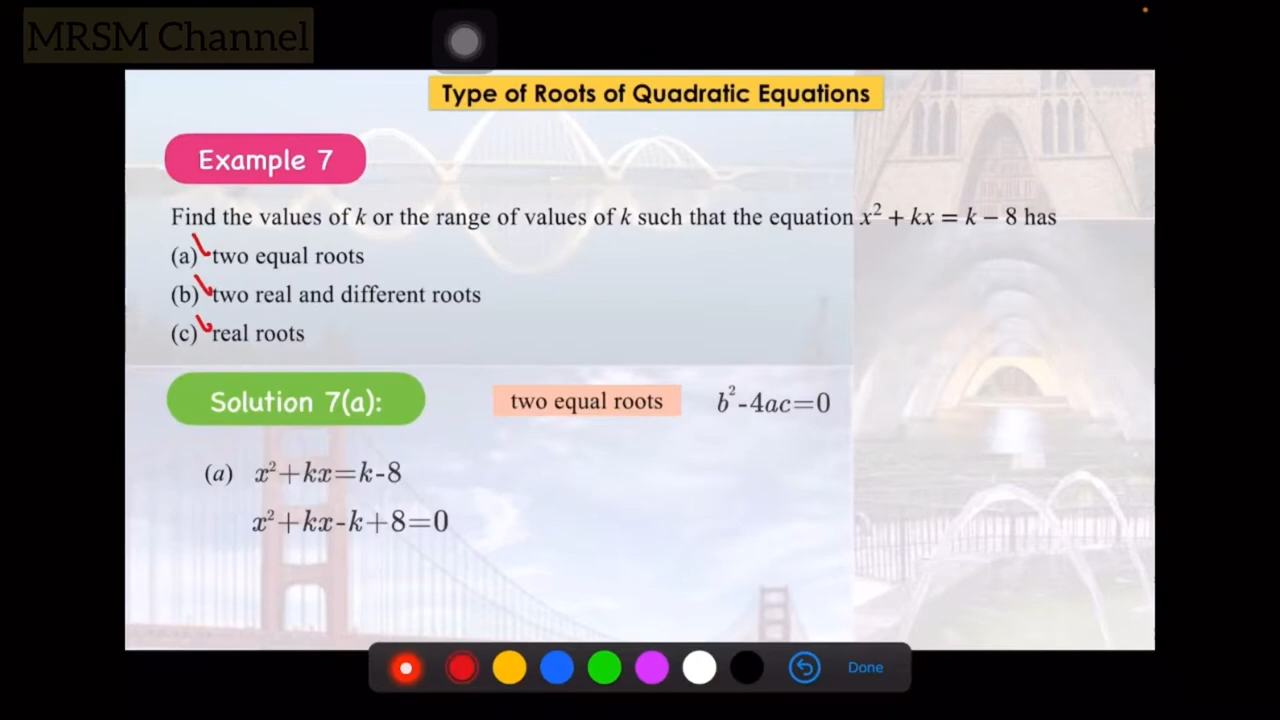 MRSM Channel
Type of Roots of Quadratic Equations
Example 7
Find the values of k or the range of values of k such that the equation x² + kx = k − 8 has
(a) two equal roots
(b) two real and different roots
(c) real roots
Solution 7(a):
two equal roots b²-4ac=0
(a) x²+kx=k-8
x²+kx-k+8=0
Done